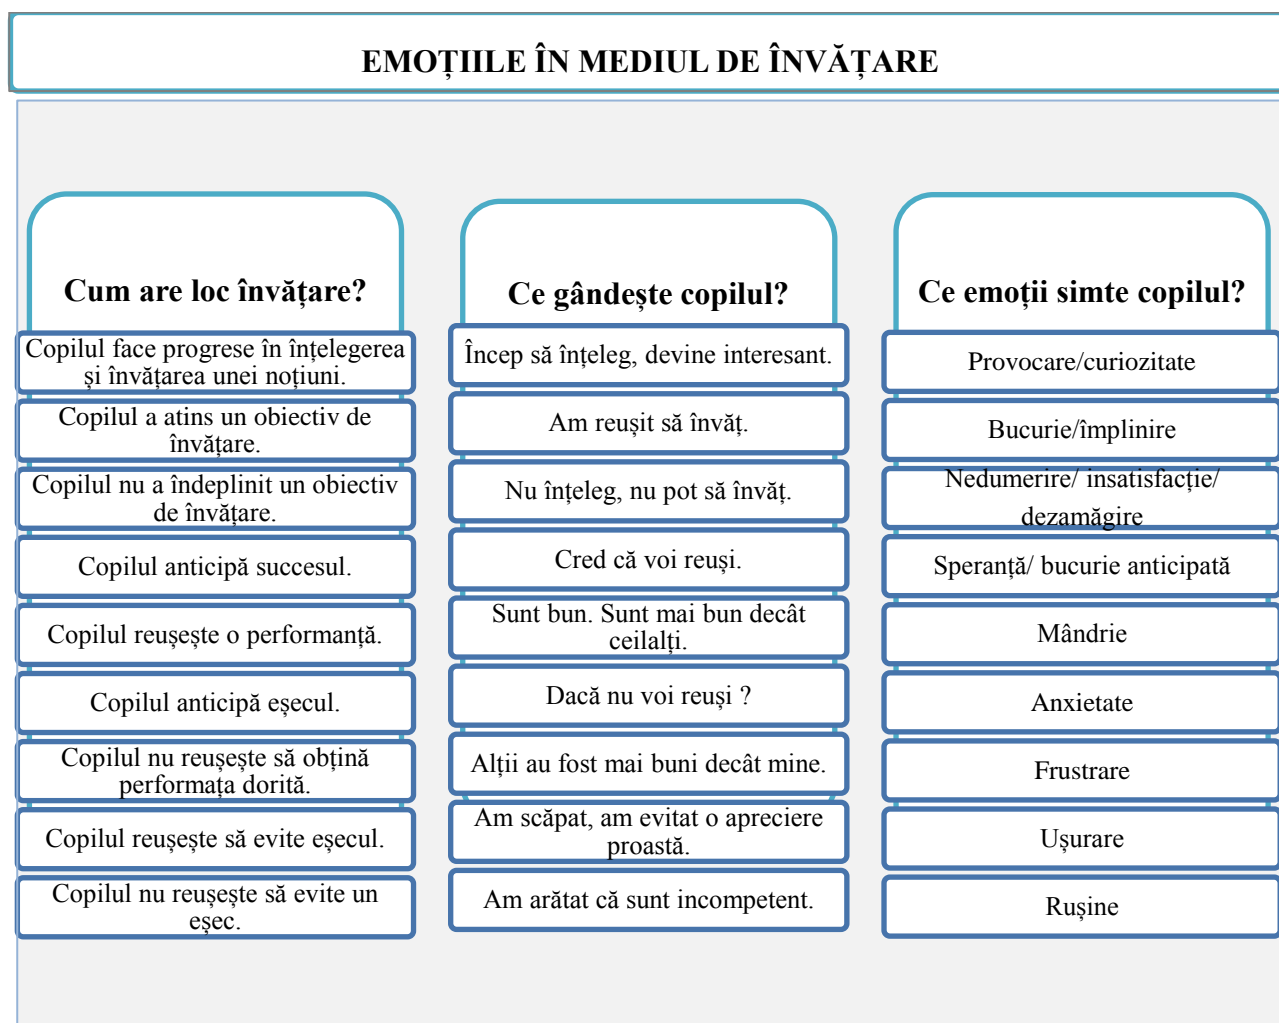 EMOȚIILE ÎN MEDIUL DE ÎNVĂȚARE
Cum are loc învățare?
Copilul face progrese în înțelegerea
și învățarea unei noțiuni.
Copilul a atins un obiectiv de
învățare.
Copilul nu a îndeplinit un obiectiv
de învățare.
Copilul anticipă succesul.
Copilul reușește o performanță.
Copilul anticipă eșecul.
Copilul nu reușește să obțină
performața dorită.
Copilul reușește să evite eșecul.
Copilul nu reușește să evite un
eșec.
Ce gândește copilul?
Încep să înțeleg, devine interesant.
Am reușit să învăț.
Nu înțeleg, nu pot să învăț.
Cred că voi reuși.
Sunt bun. Sunt mai bun decât
ceilalți.
Dacă nu voi reuși ?
Alții au fost mai buni decât mine.
Am scăpat, am evitat o apreciere
proastă.
Am arătat că sunt incompetent.
Ce emoții simte copilul?
Provocare/curiozitate
Bucurie/împlinire
Nedumerire/ insatisfacție/
dezamăgire
Speranță/ bucurie anticipată
Mândrie
Anxietate
Frustrare
Ușurare
Rușine